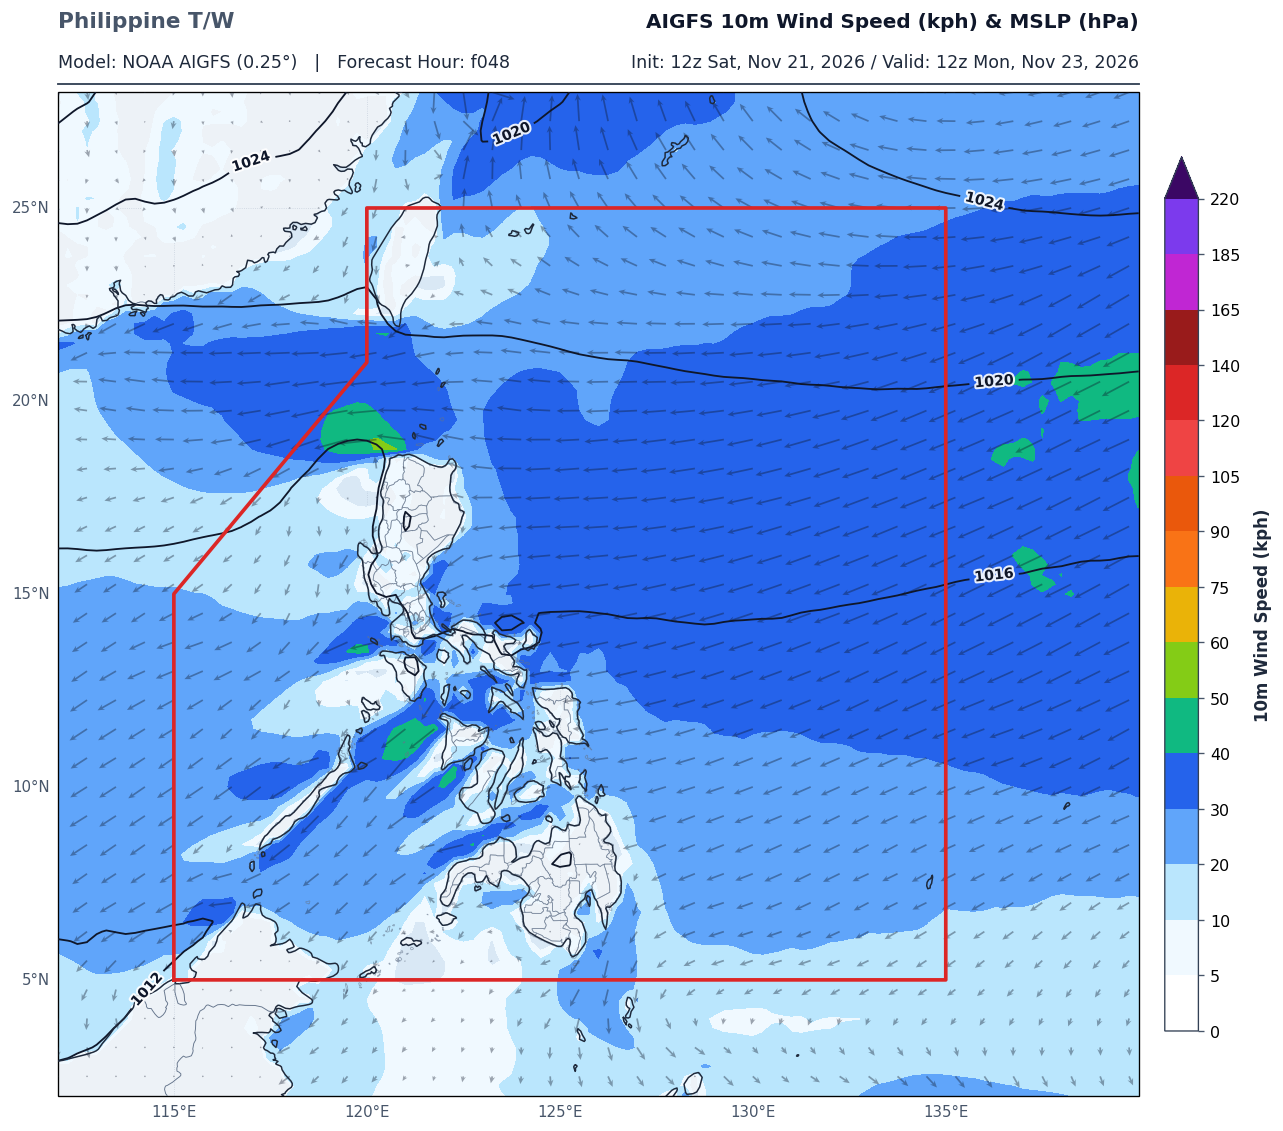 Philippine T/W
AIGFS 10m Wind Speed (kph) & MSLP (hPa)
Model: NOAA AIGFS (0.25°) | Forecast Hour: f048
Init: 12z Sat, Nov 21, 2026 / Valid: 12z Mon, Nov 23, 2026
1020
1024
1024
25°N
220
185
165
140
120
105
90
75
60
50
40
30
20
10
5
0
10m Wind Speed (kph)
20°N
1020
15°N
1016
10°N
5°N
1012
115°E
120°E
125°E
130°E
135°E